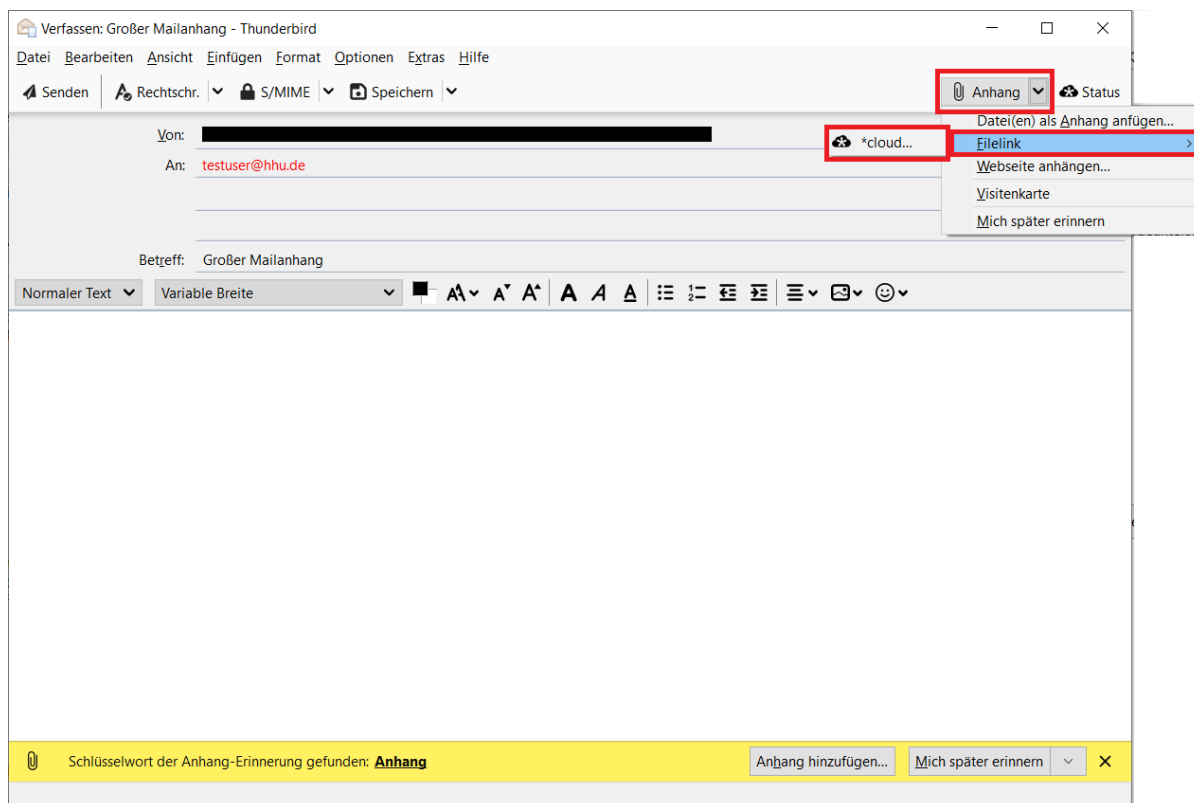 Verfassen: Großer Mailanhang - Thunderbird
Datei Bearbeiten Ansicht Einfügen Format Optionen Extras Hilfe
Senden Rechtschr. S/MIME Speichern Anhang Status
Datei(en) als Anhang anfügen...
Von: *cloud... Filelink
An: testuser@hhu.de Webseite anhängen...
Visitenkarte
Mich später erinnern
Betreff: Großer Mailanhang
Normaler Text Variable Breite
Schlüsselwort der Anhang-Erinnerung gefunden: Anhang Anhang hinzufügen... Mich später erinnern